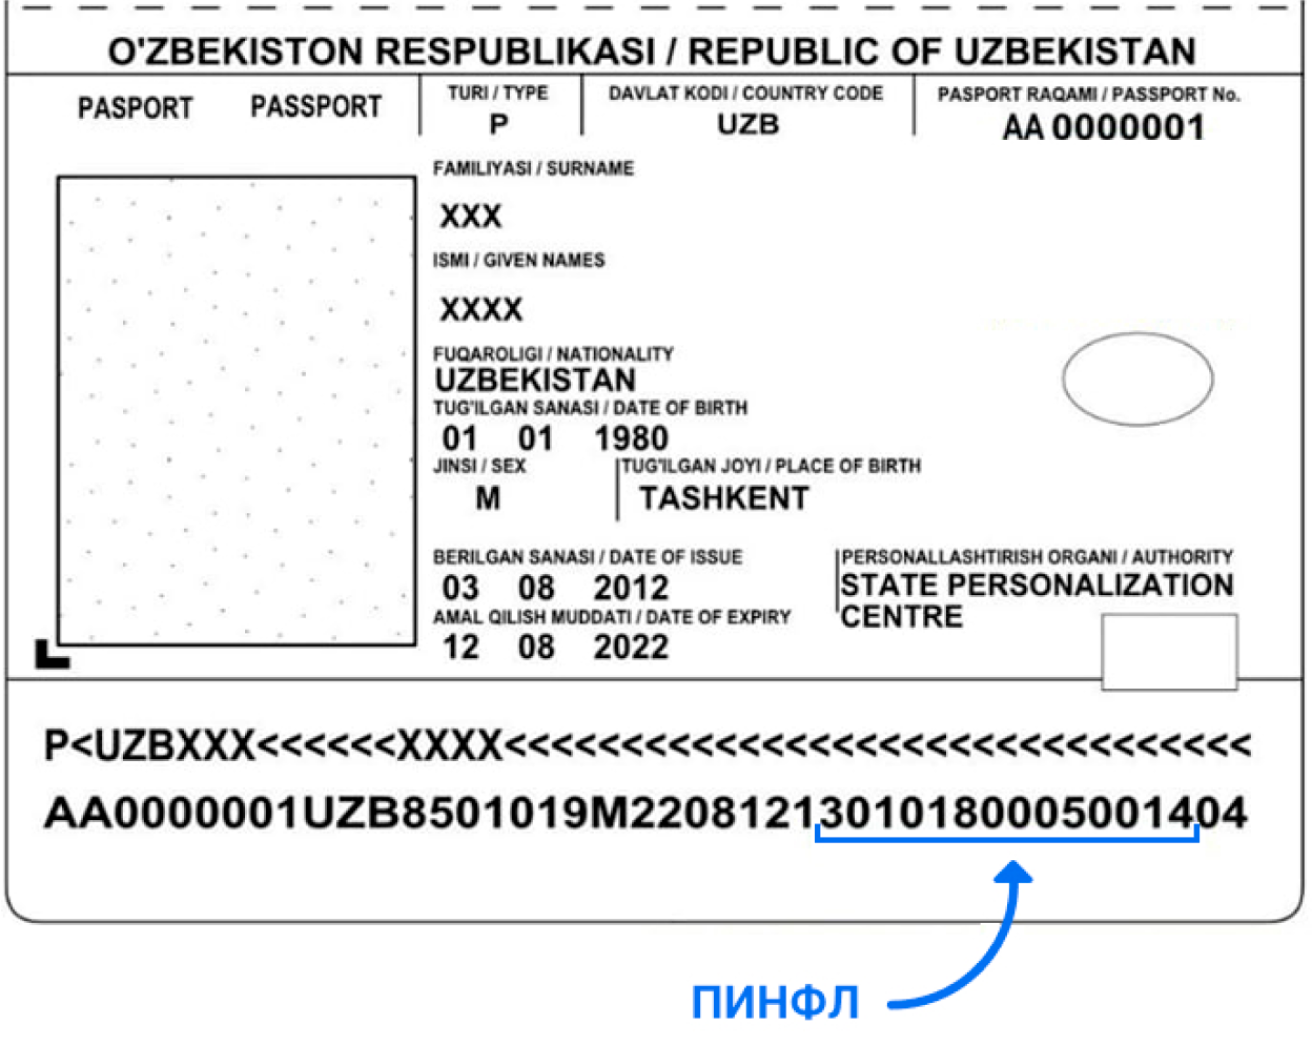 O'ZBEKISTON RESPUBLIKASI / REPUBLIC OF UZBEKISTAN
PASPORT PASSPORT
TURI / TYPE
P
DAVLAT KODI / COUNTRY CODE
UZB
PASPORT RAQAMI / PASSPORT No.
AA 0000001
FAMILIYASI / SURNAME
XXX
ISMI / GIVEN NAMES
XXXX
FUQAROLIGI / NATIONALITY
UZBEKISTAN
TUG'ILGAN SANASI / DATE OF BIRTH
01 01 1980
JINSI / SEX
M
TUG'ILGAN JOYI / PLACE OF BIRTH
TASHKENT
BERILGAN SANASI / DATE OF ISSUE
03 08 2012
AMAL QILISH MUDDATI / DATE OF EXPIRY
12 08 2022
PERSONALLASHTIRISH ORGANI / AUTHORITY
STATE PERSONALIZATION
CENTRE
P<UZBXXX<<<<<<XXXX<<<<<<<<<<<<<<<<<<<<<<<<<<<<<<<<
AA0000001UZB8501019M22081213010180005001404
ПИНФЛ